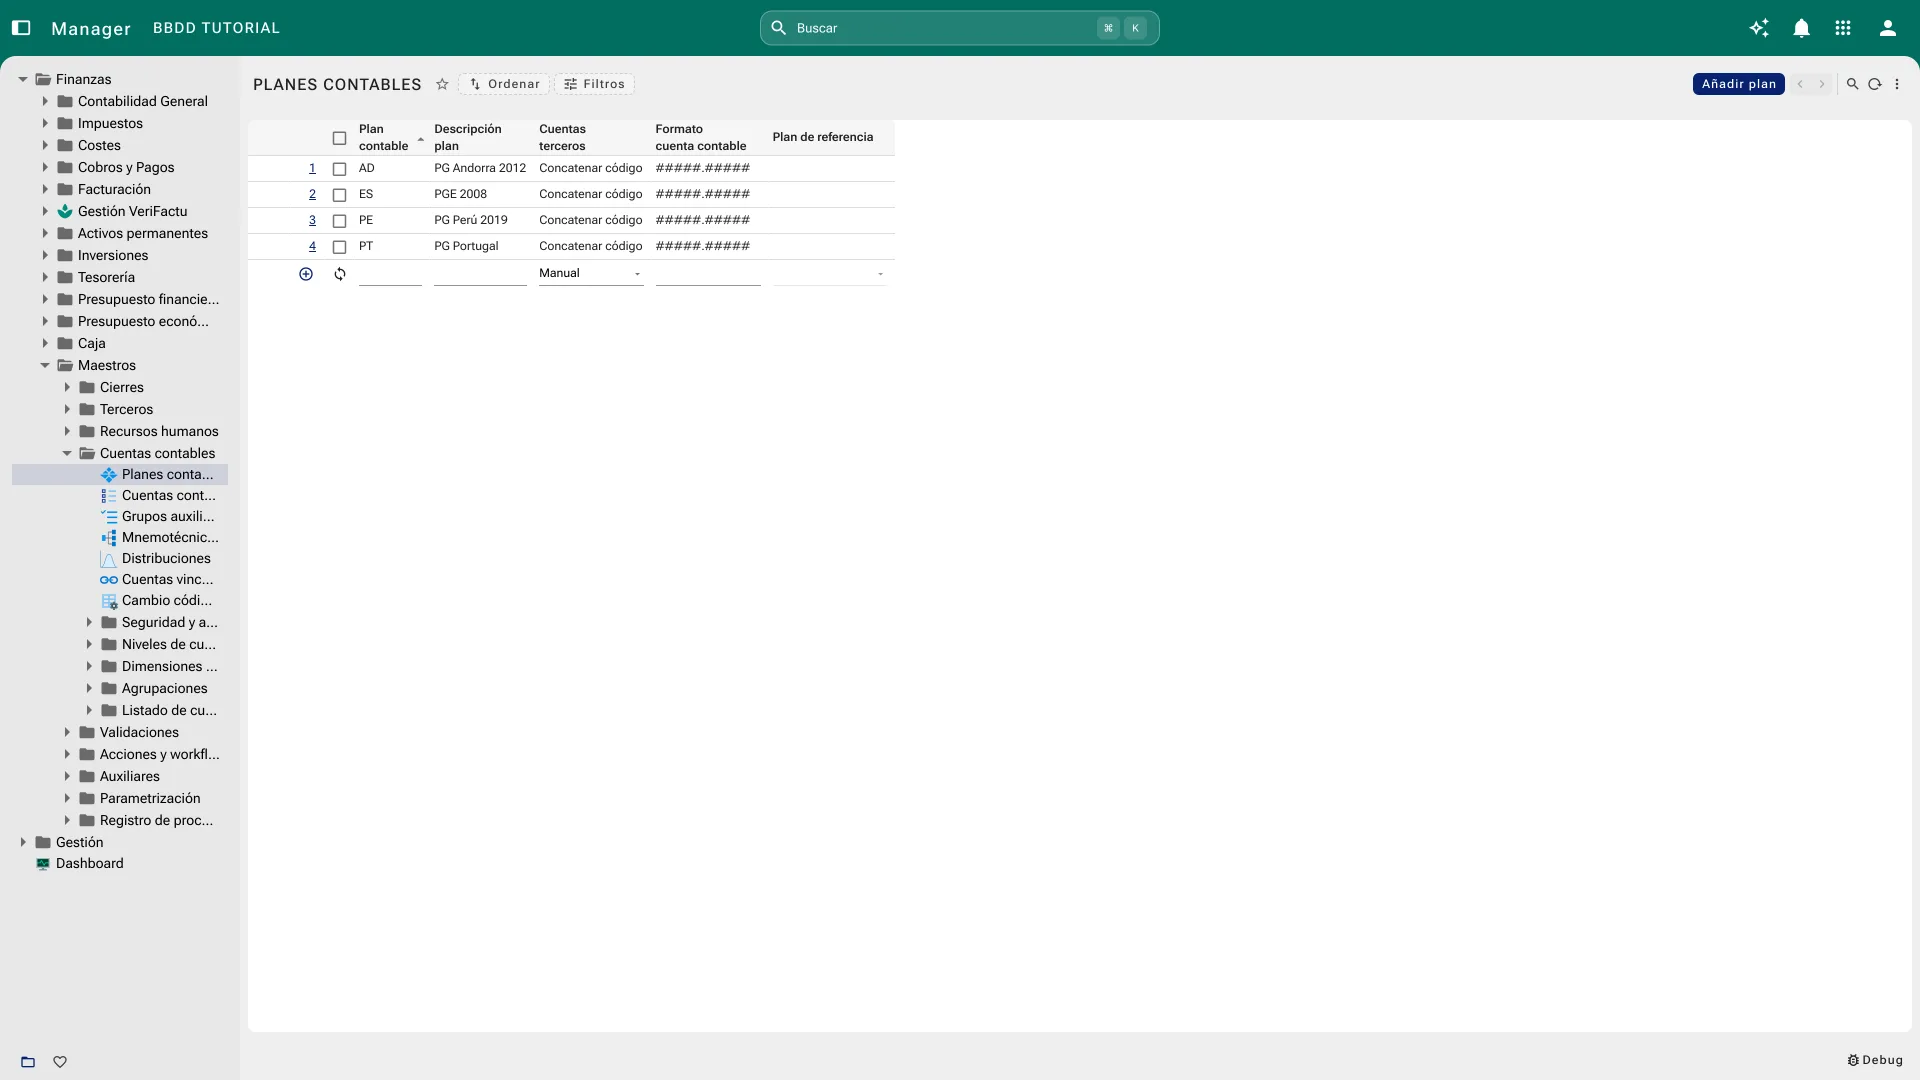 Manager
BBDD TUTORIAL
Buscar
⌘ K
Finanzas
Contabilidad General
Impuestos
Costes
Cobros y Pagos
Facturación
Gestión VeriFactu
Activos permanentes
Inversiones
Tesorería
Presupuesto financie...
Presupuesto econó...
Caja
Maestros
Cierres
Terceros
Recursos humanos
Cuentas contables
Planes conta...
Cuentas cont...
Grupos auxili...
Mnemotécnic...
Distribuciones
Cuentas vinc...
Cambio códi...
Seguridad y a...
Niveles de cu...
Dimensiones ...
Agrupaciones
Listado de cu...
Validaciones
Acciones y workfl...
Auxiliares
Parametrización
Registro de proc...
Gestión
Dashboard
PLANES CONTABLES
Ordenar
Filtros
Añadir plan
Plan contable
Descripción plan
Cuentas terceros
Formato cuenta contable
Plan de referencia
1 AD PG Andorra 2012 Concatenar código #####.#####
2 ES PGE 2008 Concatenar código #####.#####
3 PE PG Perú 2019 Concatenar código #####.#####
4 PT PG Portugal Concatenar código #####.#####
Manual
Debug